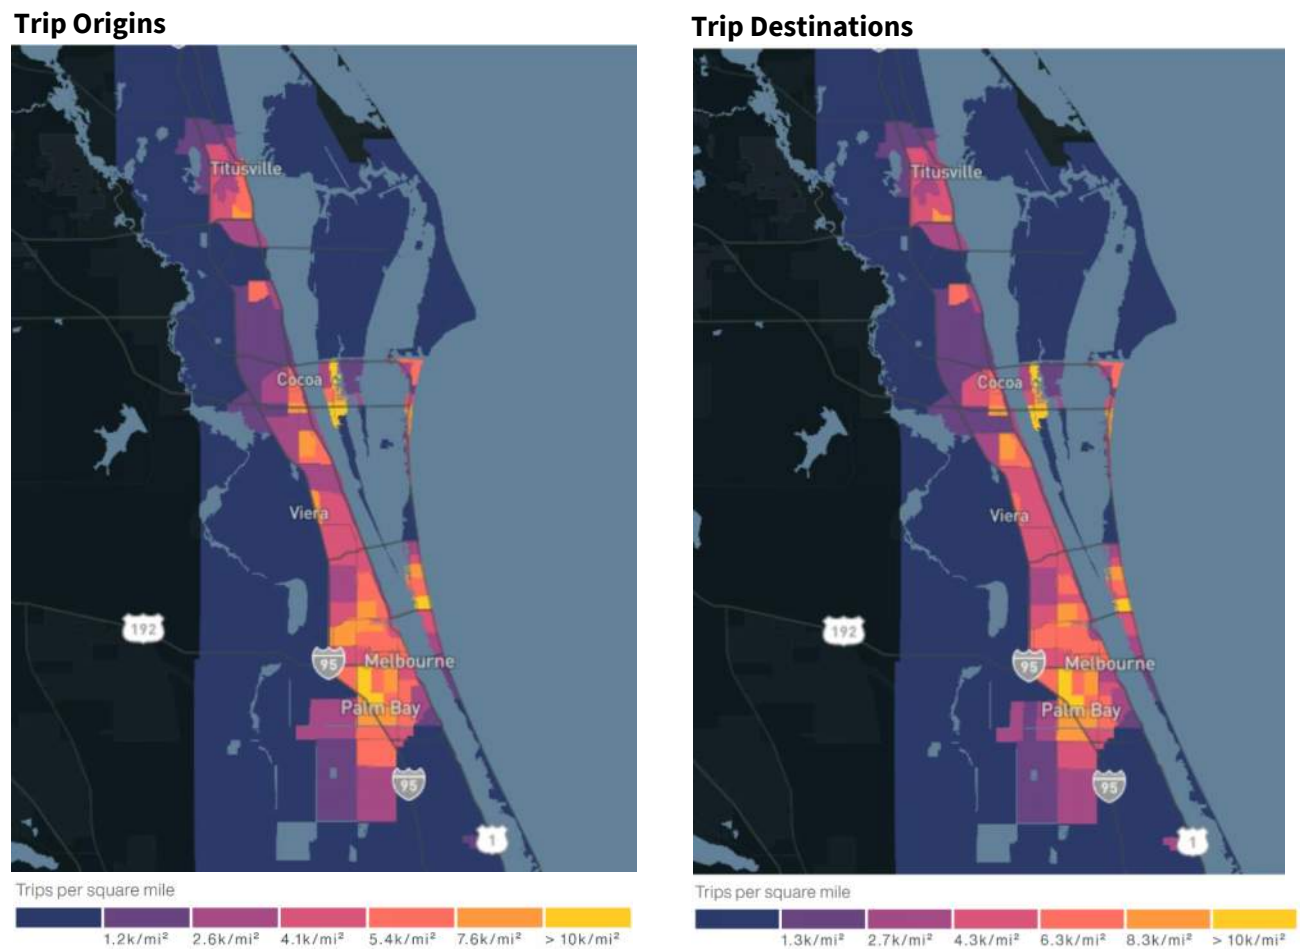 Trip Origins
Titusville
Cocoa
Viera
192
95
Melbourne
Palm Bay
95
1
Trips per square mile
1.2k/mi² 2.6k/mi² 4.1k/mi² 5.4k/mi² 7.6k/mi² > 10k/mi²
Trip Destinations
Titusville
Cocoa
Viera
192
95
Melbourne
Palm Bay
95
1
Trips per square mile
1.3k/mi² 2.7k/mi² 4.3k/mi² 6.3k/mi² 8.3k/mi² > 10k/mi²